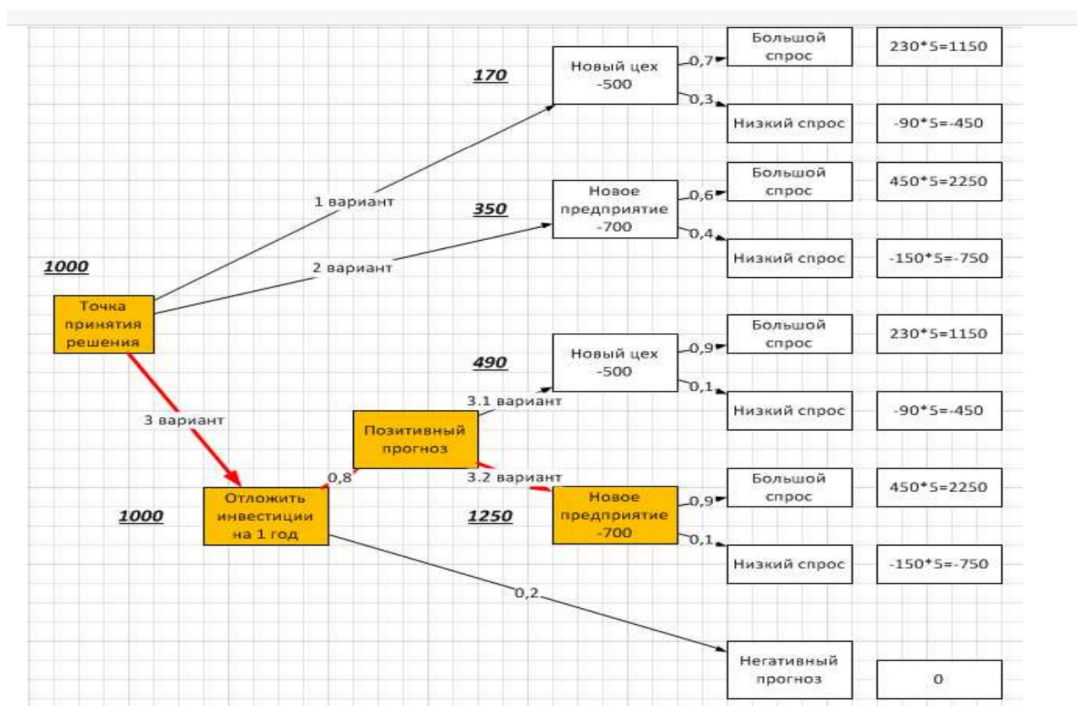 Большой
спрос
230*5=1150
170
Новый цех
-500
0,7
0,3
Низкий спрос
-90*5=-450
1 вариант
Большой
спрос
450*5=2250
350
Новое
предприятие
-700
0,6
0,4
Низкий спрос
-150*5=-750
2 вариант
1000
Точка
принятия
решения
Большой
спрос
230*5=1150
490
Новый цех
-500
0,9
0,1
3.1 вариант
Низкий спрос
-90*5=-450
3 вариант
Позитивный
прогноз
0,8
3.2 вариант
Большой
спрос
450*5=2250
1000
Отложить
инвестиции
на 1 год
1250
Новое
предприятие
-700
0,9
0,1
Низкий спрос
-150*5=-750
0,2
Негативный
прогноз
0